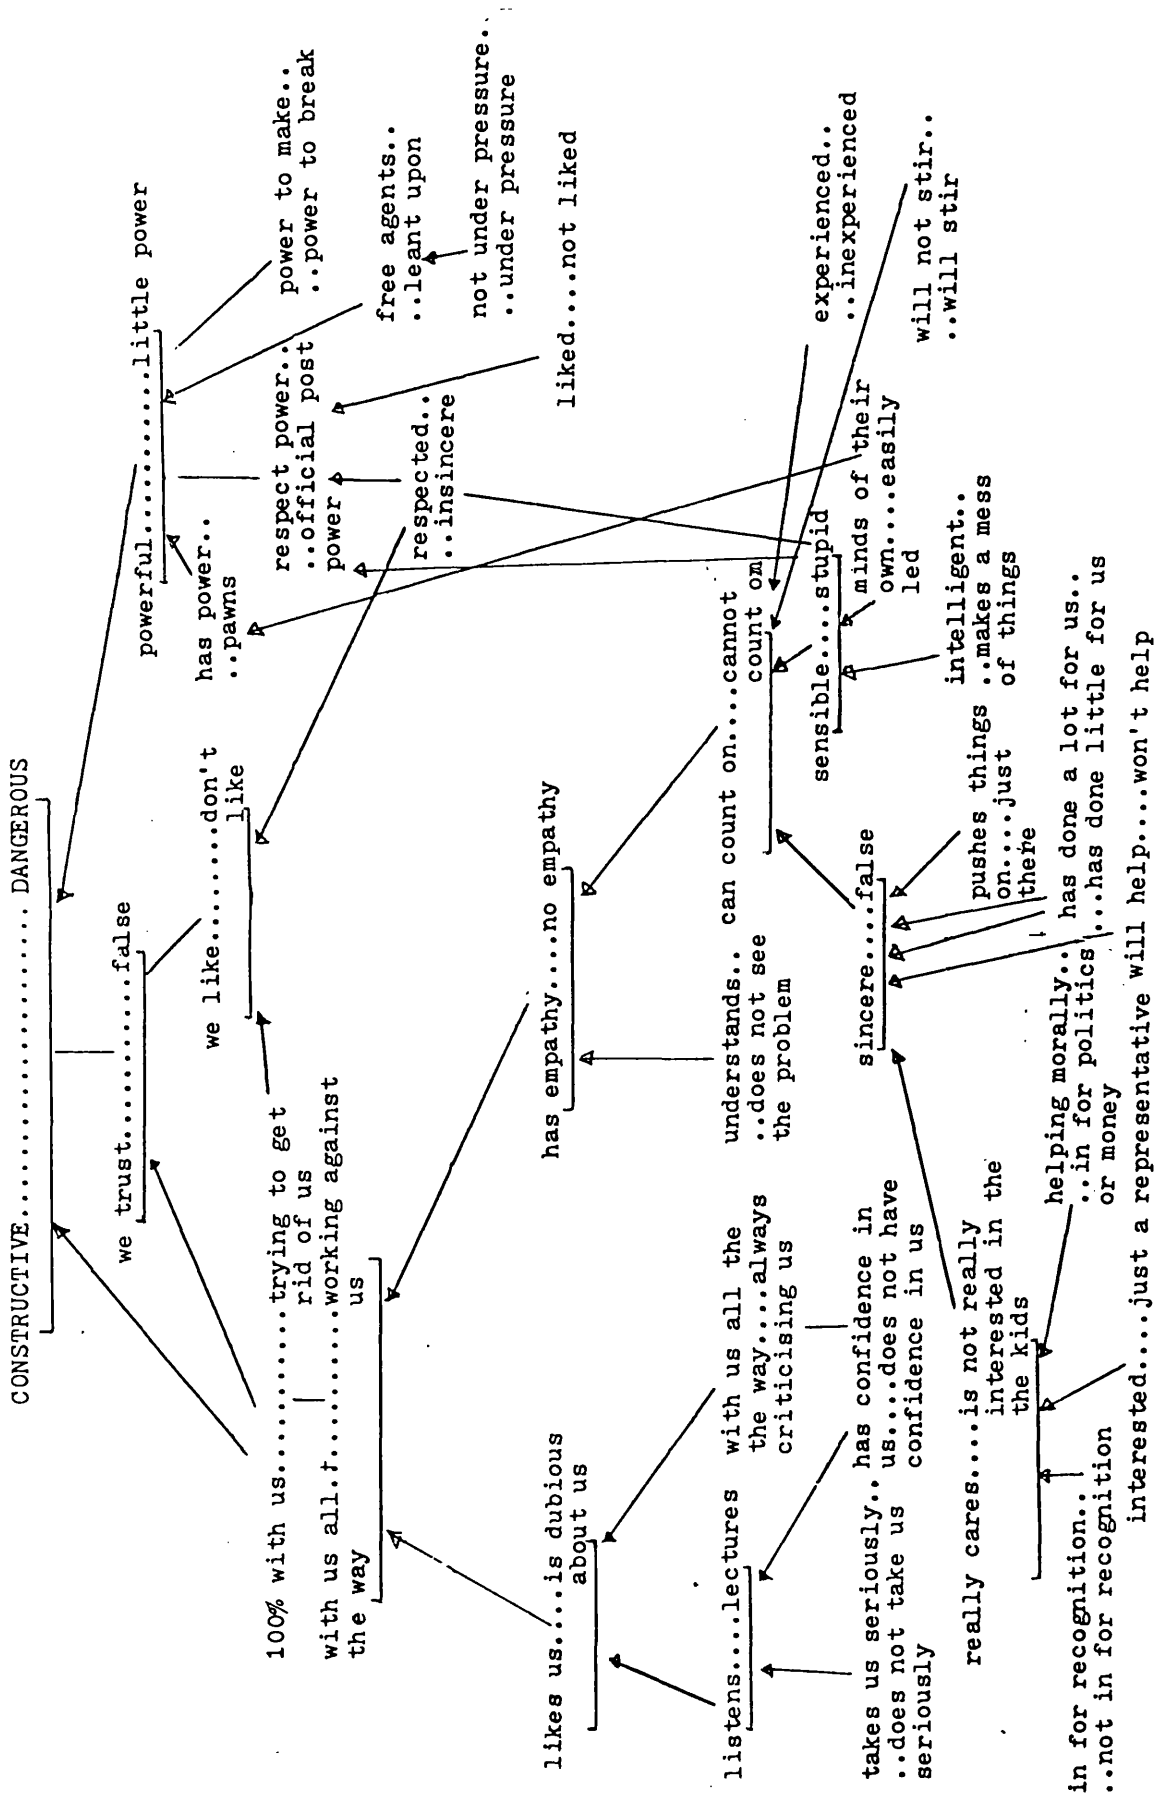 CONSTRUCTIVE............................ DANGEROUS
we trust............false
powerful............little power
we like........don't
like
has power..
..pawns
100% with us...........trying to get
rid of us
with us all.............working against
the way
us
respect power..
..official post
power
power to make..
..power to break
free agents..
..leant upon
respected..
..insincere
not under pressure..
..under pressure
likes us....is dubious
about us
has empathy....no empathy
liked....not liked
listens....lectures
with us all the
the way....always
criticising us
understands..
..does not see
the problem
can count on....cannot
count on
experienced..
..inexperienced
sensible.....stupid
takes us seriously..
..does not take us
seriously
has confidence in
us....does not have
confidence in us
sincere.....false
minds of their
own....easily
led
will not stir..
..will stir
really cares....is not really
interested in the
the kids
pushes things
on....just
there
intelligent..
..makes a mess
of things
in for recognition..
..not in for recognition
helping morally..
..in for politics
or money
has done a lot for us..
...has done little for us
interested....just a representative
will help....won't help